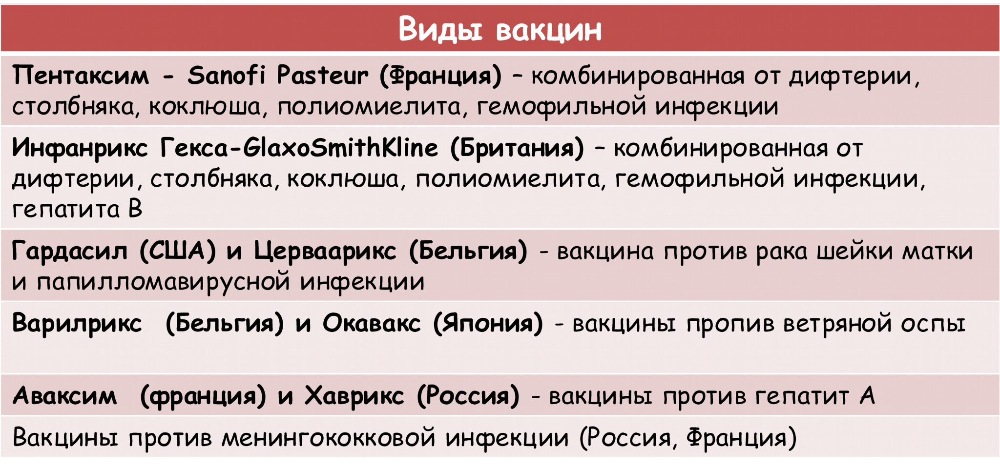 Виды вакцин
Пентаксим - Sanofi Pasteur (Франция) – комбинированная от дифтерии,
столбняка, коклюша, полиомиелита, гемофильной инфекции
Инфанрикс Гекса-GlaxoSmithKline (Британия) – комбинированная от
дифтерии, столбняка, коклюша, полиомиелита, гемофильной инфекции,
гепатита В
Гардасил (США) и Церваарикс (Бельгия) - вакцина против рака шейки матки
и папилломавирусной инфекции
Варилрикс (Бельгия) и Окавакс (Япония) - вакцины пропив ветряной оспы
Аваксим (франция) и Хаврикс (Россия) - вакцины против гепатит А
Вакцины против менингококковой инфекции (Россия, Франция)